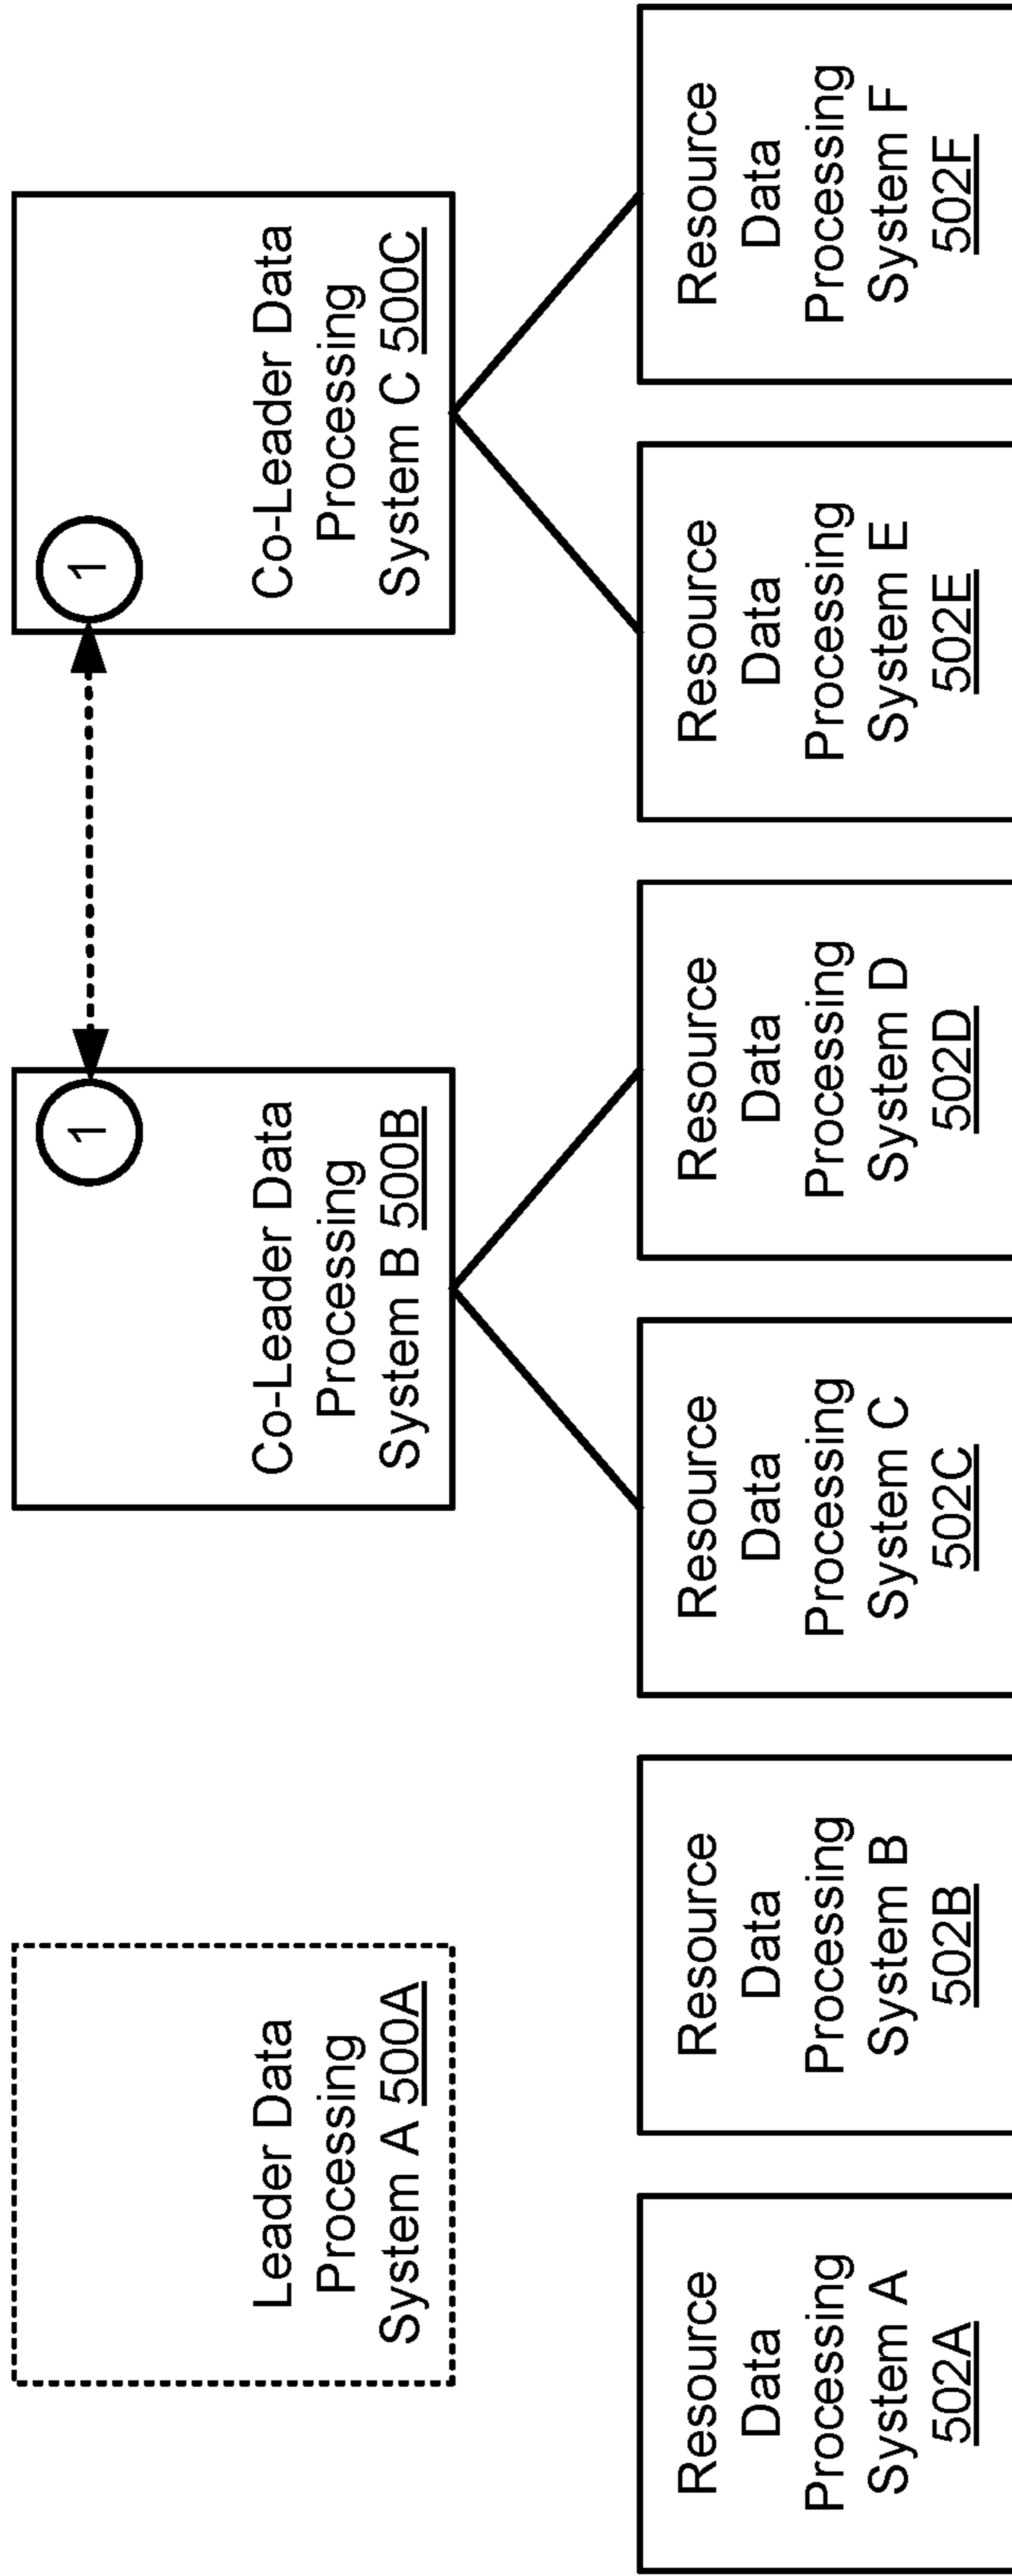 Leader Data
Processing
System A 500A
1
Co-Leader Data
Processing
System B 500B
1
Co-Leader Data
Processing
System C 500C
Resource
Data
Processing
System A
502A
Resource
Data
Processing
System B
502B
Resource
Data
Processing
System C
502C
Resource
Data
Processing
System D
502D
Resource
Data
Processing
System E
502E
Resource
Data
Processing
System F
502F